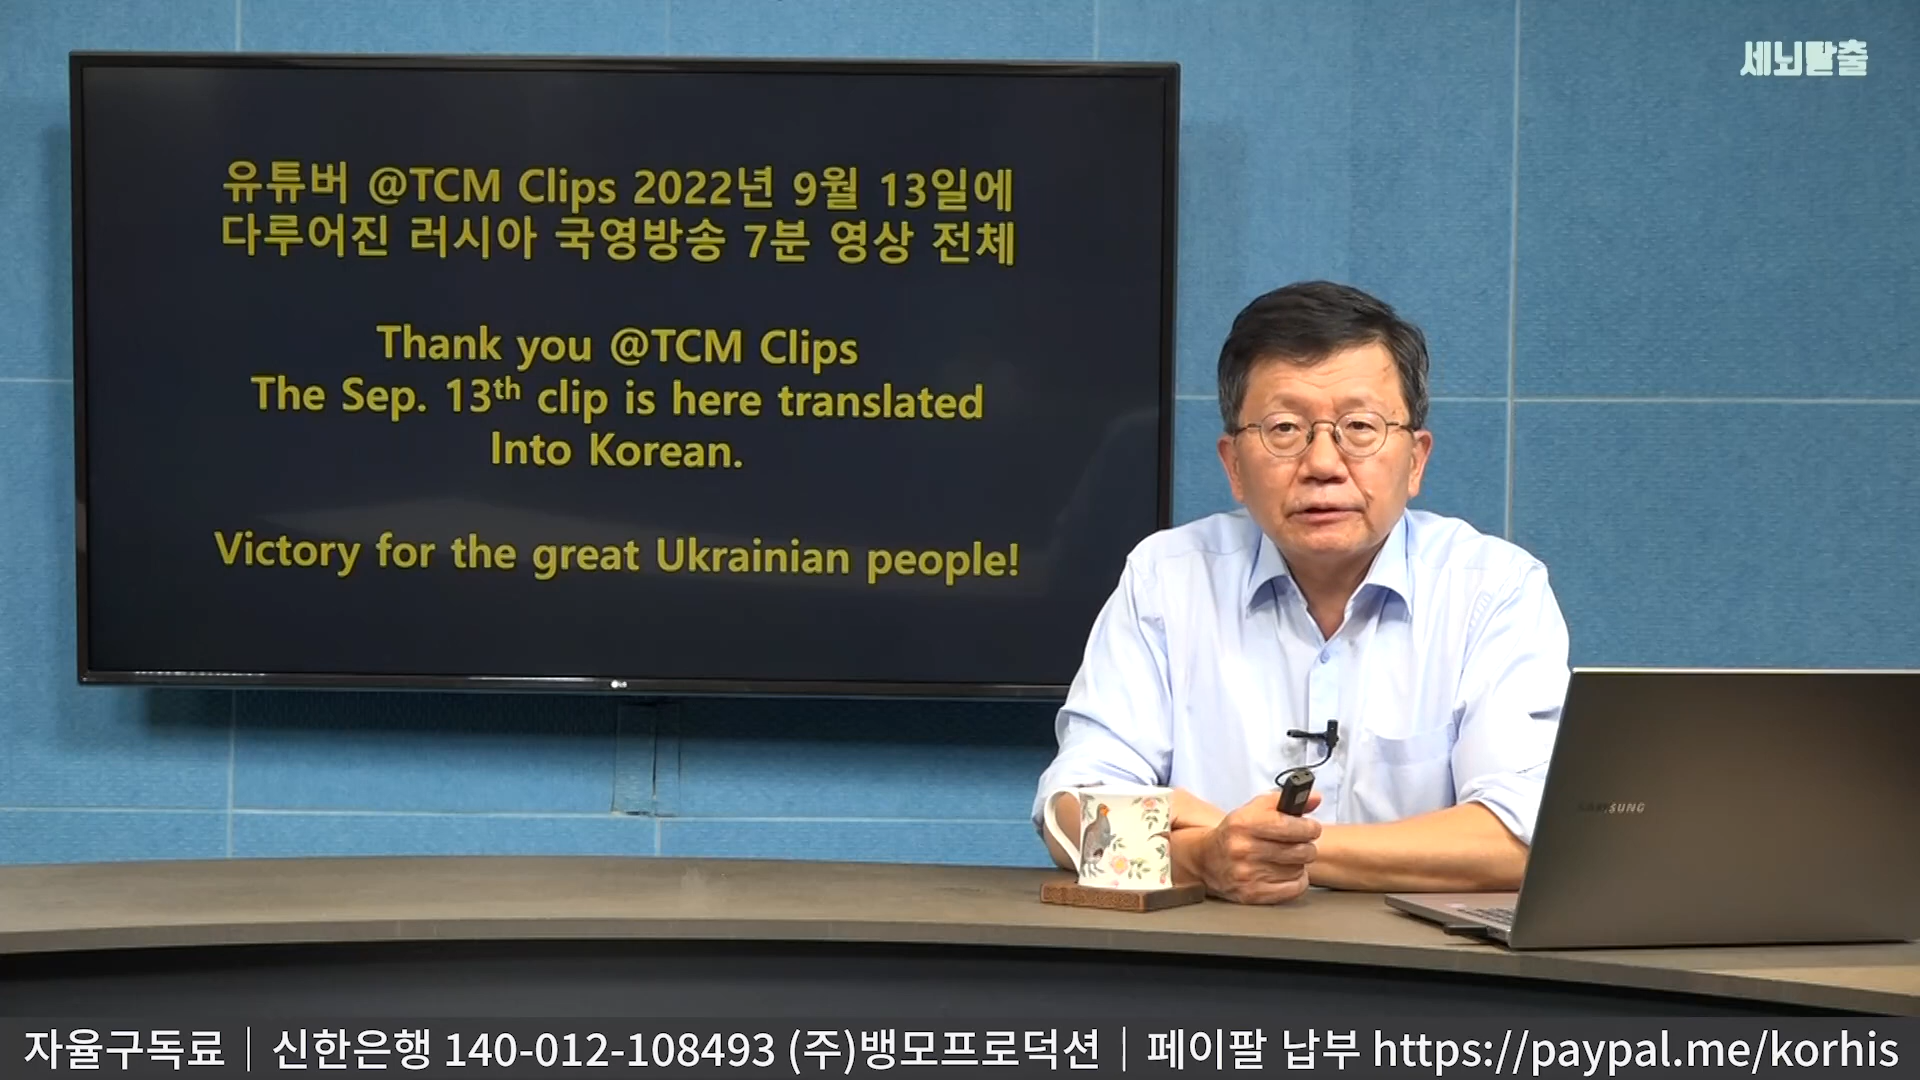 세뇌탈출
유튜버 @TCM Clips 2022년 9월 13일에
다루어진 러시아 국영방송 7분 영상 전체
Thank you @TCM Clips
The Sep. 13th clip is here translated
Into Korean.
Victory for the great Ukrainian people!
LG
SAMSUNG
자율구독료│신한은행 140-012-108493 (주)뱅모프로덕션│페이팔 납부 https://paypal.me/korhis